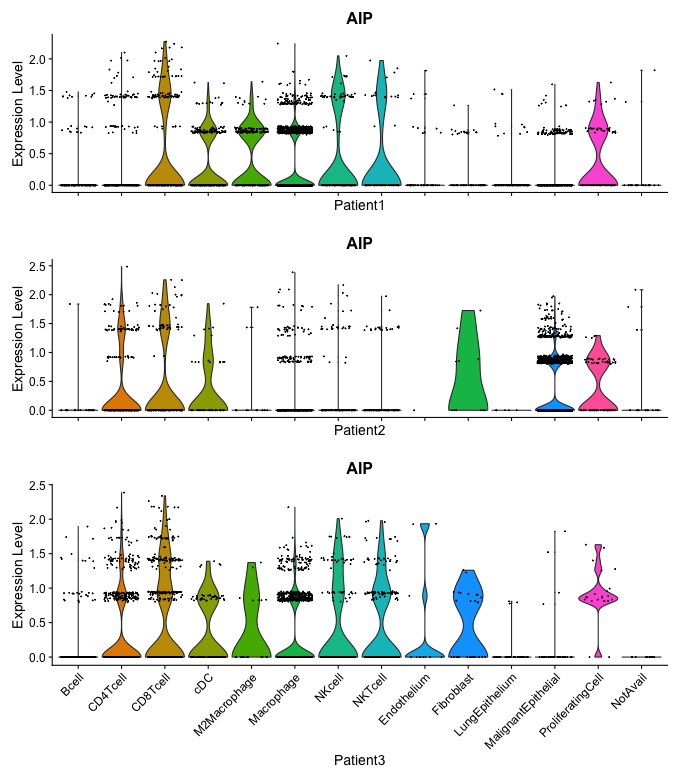 AIP
Expression Level
2.0
1.5
1.0
0.5
0.0
Patient1
AIP
Expression Level
2.5
2.0
1.5
1.0
0.5
0.0
Patient2
AIP
Expression Level
2.5
2.0
1.5
1.0
0.5
0.0
Bcell
CD4Tcell
CD8Tcell
cDC
M2Macrophage
Macrophage
NKcell
NKTcell
Endothelium
Fibroblast
LungEpithelium
MalignantEpithelial
ProliferatingCell
NotAvail
Patient3